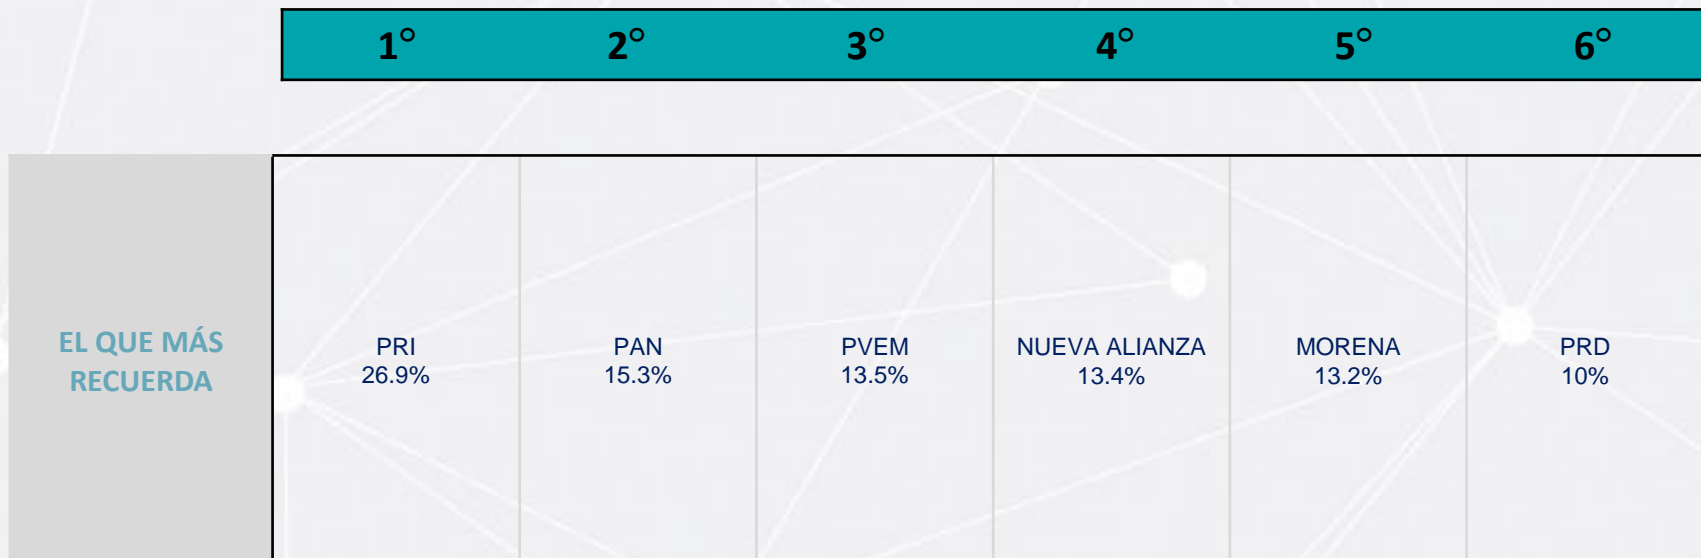 1° 2° 3° 4° 5° 6°
EL QUE MÁS
RECUERDA
PRI PAN PVEM NUEVA ALIANZA MORENA PRD
26.9% 15.3% 13.5% 13.4% 13.2% 10%